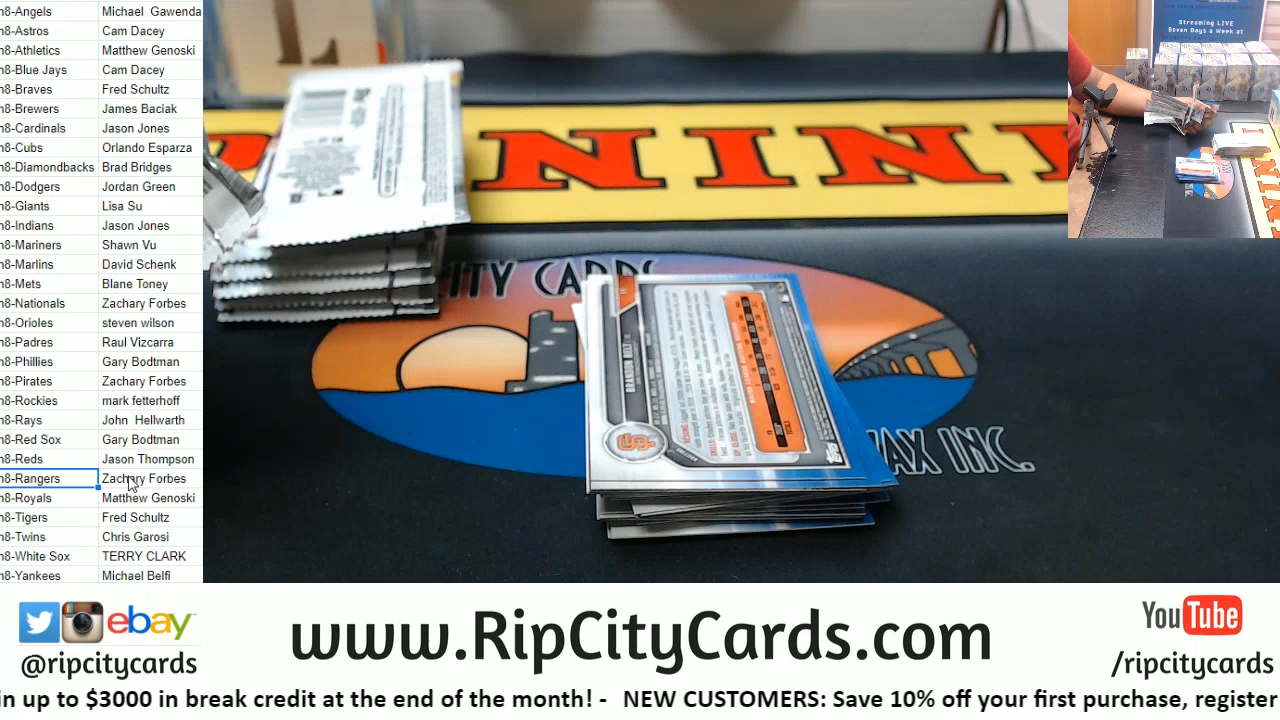 n8-Angels Michael Gawenda
n8-Astros Cam Dacey
n8-Athletics Matthew Genoski
n8-Blue Jays Cam Dacey
n8-Braves Fred Schultz
n8-Brewers James Baciak
n8-Cardinals Jason Jones
n8-Cubs Orlando Esparza
n8-Diamondbacks Brad Bridges
n8-Dodgers Jordan Green
n8-Giants Lisa Su
n8-Indians Jason Jones
n8-Mariners Shawn Vu
n8-Marlins David Schenk
n8-Mets Blane Toney
n8-Nationals Zachary Forbes
n8-Orioles steven wilson
n8-Padres Raul Vizcarra
n8-Phillies Gary Bodtman
n8-Pirates Zachary Forbes
n8-Rockies mark fetterhoff
n8-Rays John Hellwarth
n8-Red Sox Gary Bodtman
n8-Reds Jason Thompson
n8-Rangers Zachary Forbes
n8-Royals Matthew Genoski
n8-Tigers Fred Schultz
n8-Twins Chris Garosi
n8-White Sox TERRY CLARK
n8-Yankees Michael Belfi
Streaming LIVE
Seven Days a Week at
NINI
CITY CARDS
WAX INC.
BRANDON BELT
SF
Topps
ebay
@ripcitycards
www.RipCityCards.com
YouTube
/ripcitycards
in up to $3000 in break credit at the end of the month! - NEW CUSTOMERS: Save 10% off your first purchase, register